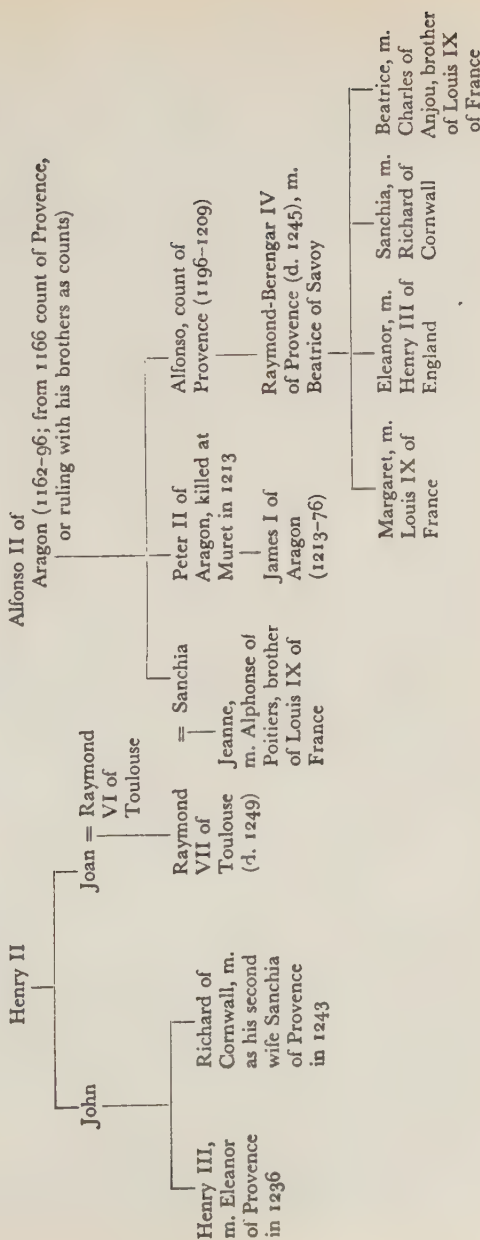 Henry II
John
Joan = Raymond
VI of
Toulouse
Henry III,
m. Eleanor
of Provence
in 1236
Richard of
Cornwall, m.
as his second
wife Sanchia
of Provence
in 1243
Raymond
VII of
Toulouse
(d. 1249)
= Sanchia
Jeanne,
m. Alphonse of
Poitiers, brother
of Louis IX of
France
Alfonso II of
Aragon (1162–96; from 1166 count of Provence,
or ruling with his brothers as counts)
Peter II of
Aragon, killed at
Muret in 1213
James I of
Aragon
(1213–76)
Alfonso, count of
Provence (1196–1209)
Raymond-Berengar IV
of Provence (d. 1245), m.
Beatrice of Savoy
Margaret, m.
Louis IX of
France
Eleanor, m.
Henry III of
England
Sanchia, m.
Richard of
Cornwall
Beatrice, m.
Charles of
Anjou, brother
of Louis IX
of France